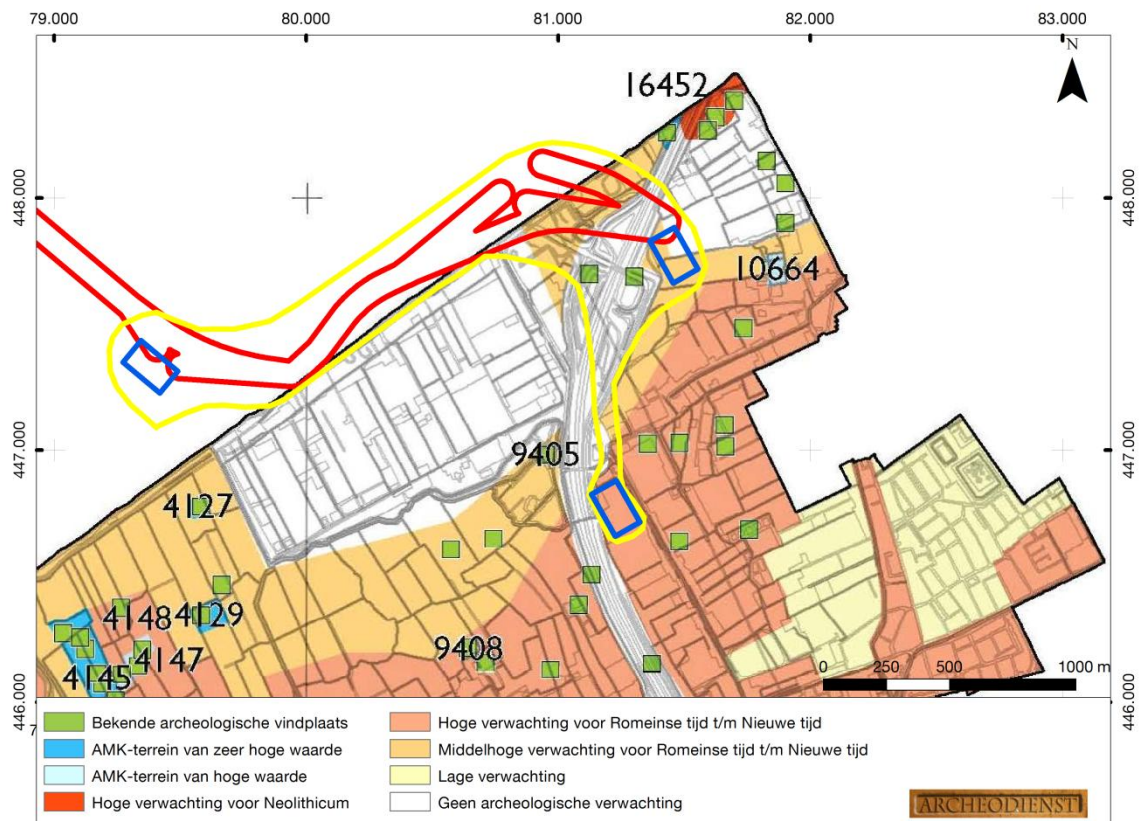 79.000 80.000 81.000 82.000 83.000
N
16452
448.000 448.000
10664
447.000 9405 447.000
4127
4148 4129
4147 9408
4145
0 250 500 1000 m
446.000 446.000
Bekende archeologische vindplaats
AMK-terrein van zeer hoge waarde
AMK-terrein van hoge waarde
Hoge verwachting voor Neolithicum
Hoge verwachting voor Romeinse tijd t/m Nieuwe tijd
Middelhoge verwachting voor Romeinse tijd t/m Nieuwe tijd
Lage verwachting
Geen archeologische verwachting
ARCHEODIENST